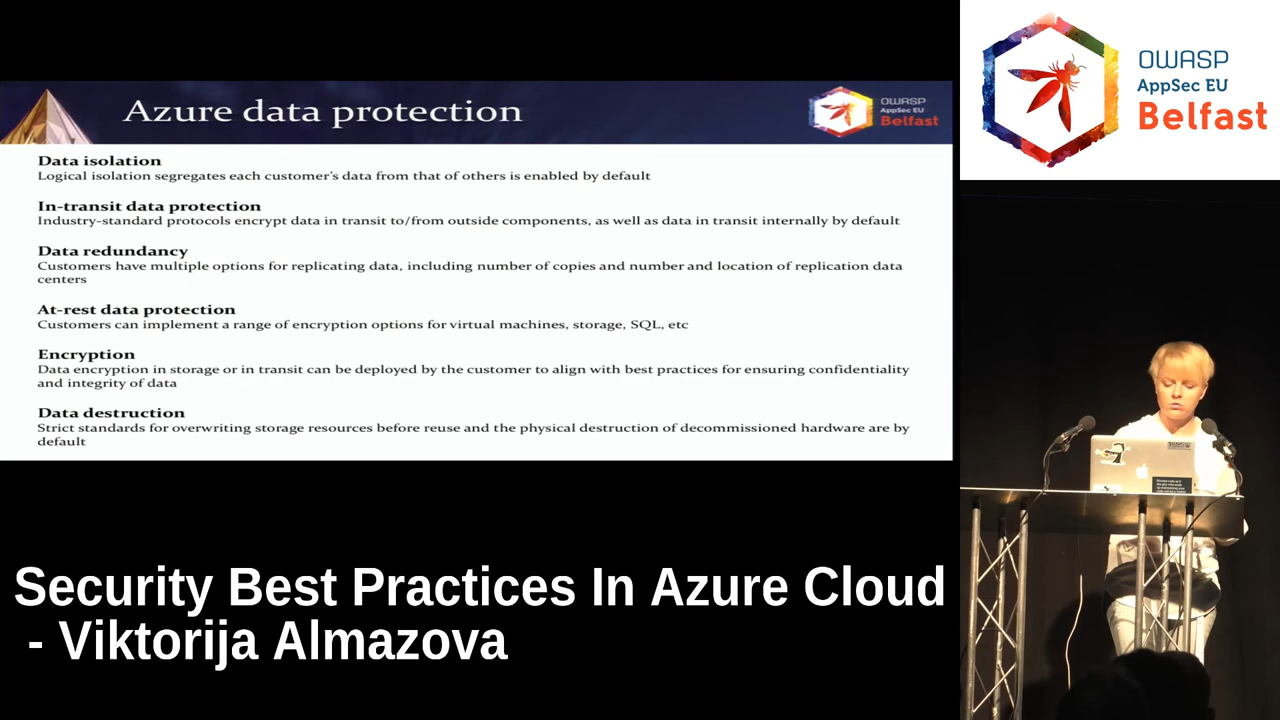 Azure data protection
OWASP
AppSec EU
Belfast
Data isolation
Logical isolation segregates each customer's data from that of others is enabled by default
In-transit data protection
Industry-standard protocols encrypt data in transit to/from outside components, as well as data in transit internally by default
Data redundancy
Customers have multiple options for replicating data, including number of copies and number and location of replication data
centers
At-rest data protection
Customers can implement a range of encryption options for virtual machines, storage, SQL, etc
Encryption
Data encryption in storage or in transit can be deployed by the customer to align with best practices for ensuring confidentiality
and integrity of data
Data destruction
Strict standards for overwriting storage resources before reuse and the physical destruction of decommissioned hardware are by
default
OWASP
AppSec EU
Belfast
Security Best Practices In Azure Cloud
- Viktorija Almazova